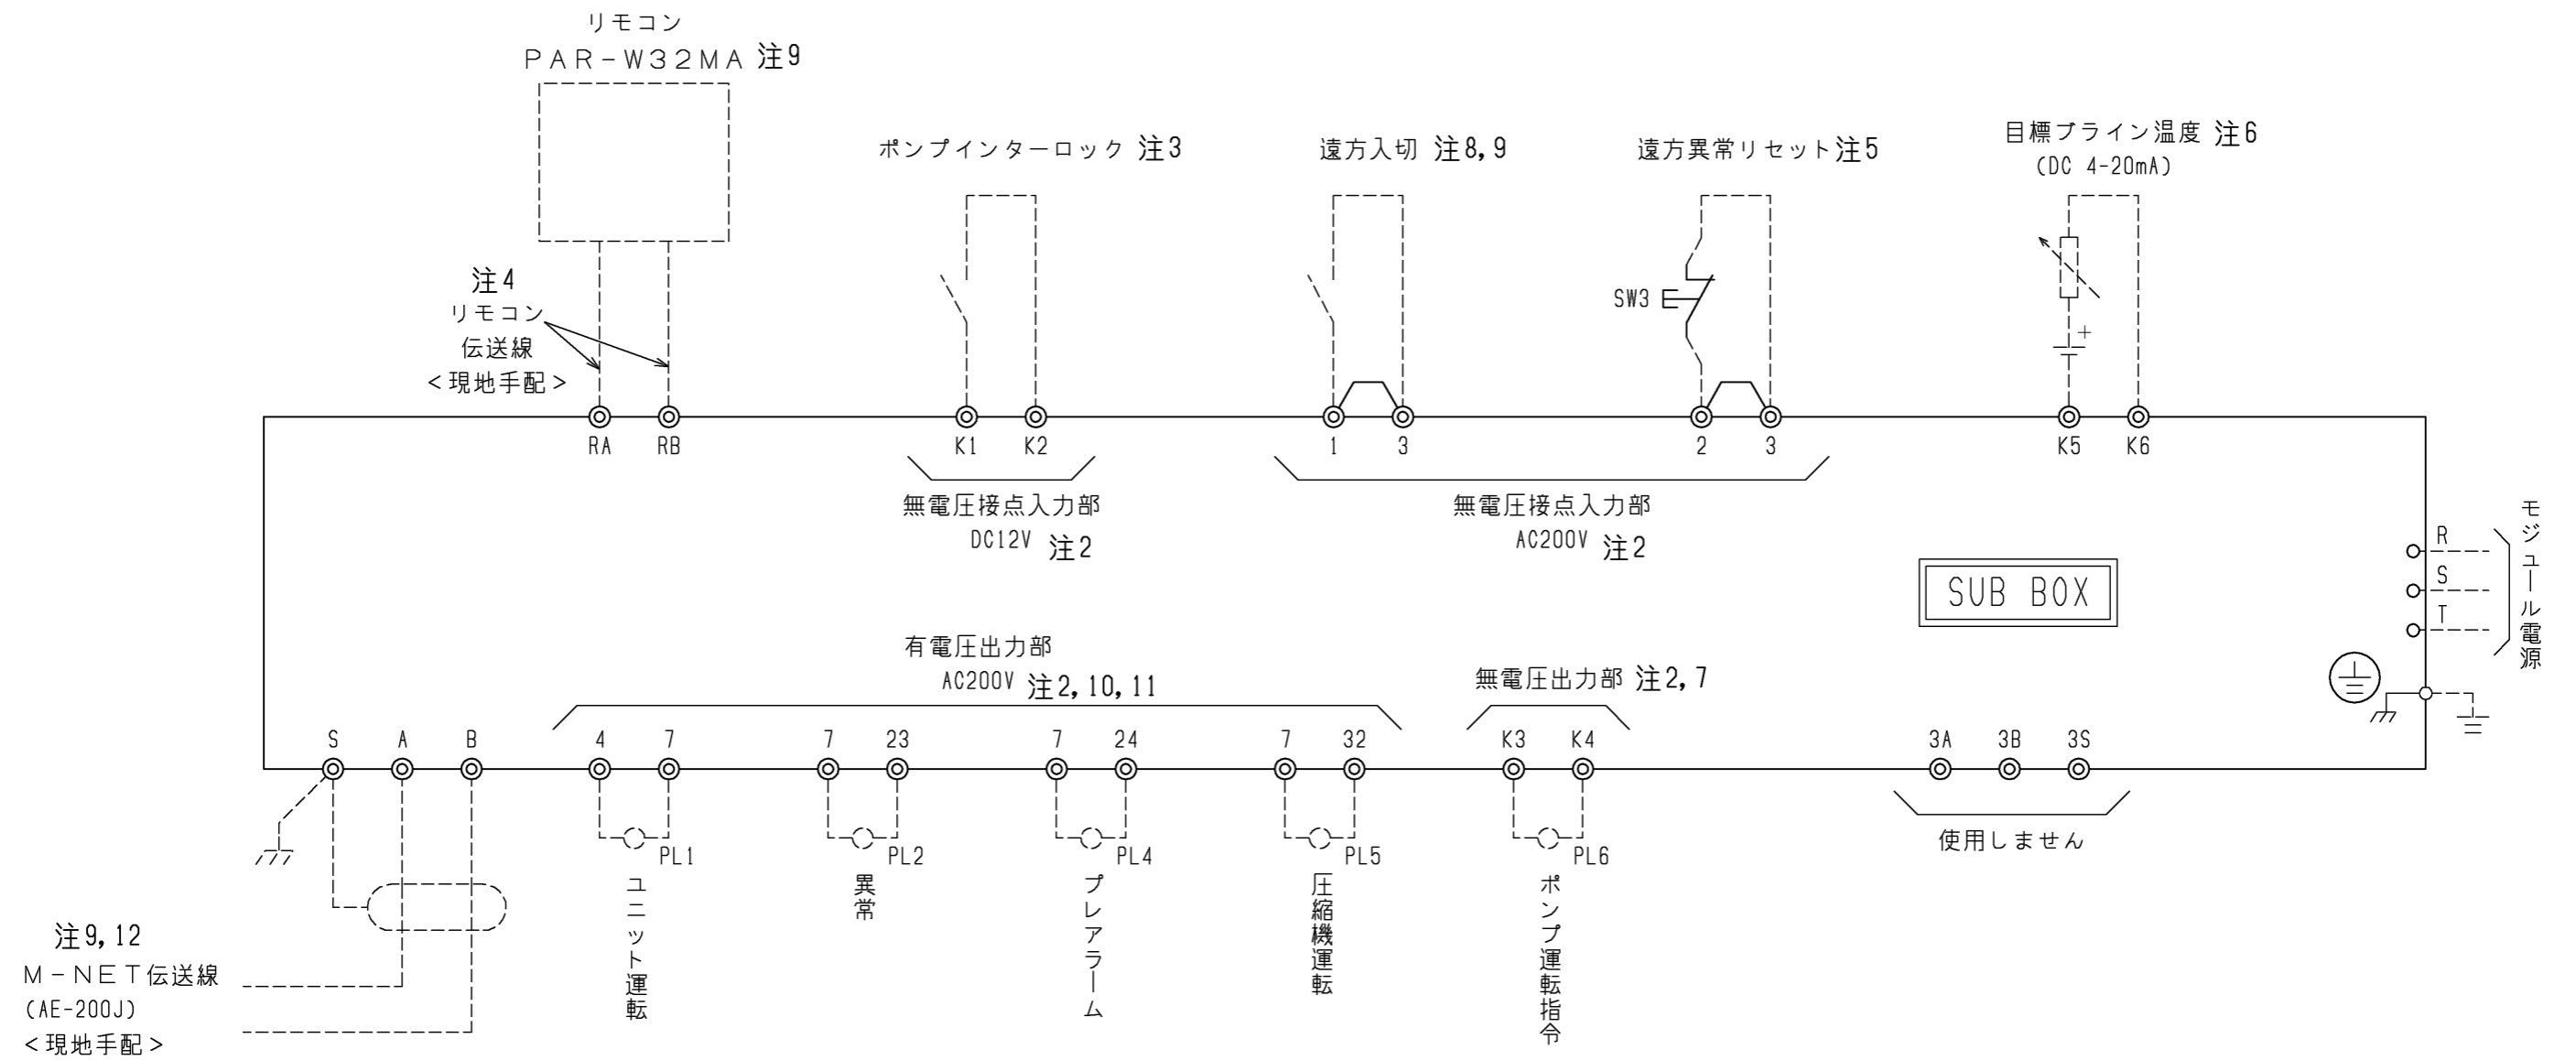 リモコン
PAR-W32MA 注9
ポンプインターロック 注3
遠方入切 注8,9
遠方異常リセット注5
目標ブライン温度 注6
(DC 4-20mA)
注4
リモコン
伝送線
<現地手配>
SW3
+
RA
RB
K1
K2
1
3
2
3
K5
K6
無電圧接点入力部
DC12V 注2
無電圧接点入力部
AC200V 注2
R
S
T
モジュール電源
SUB BOX
有電圧出力部
AC200V 注2,10,11
無電圧出力部 注2,7
S
A
B
4
7
7
23
7
24
7
32
K3
K4
3A
3B
3S
使用しません
PL1
PL2
PL4
PL5
PL6
ユニット運転
異常
プレアラーム
圧縮機運転
ポンプ運転指令
注9,12
M-NET伝送線
(AE-200J)
<現地手配>